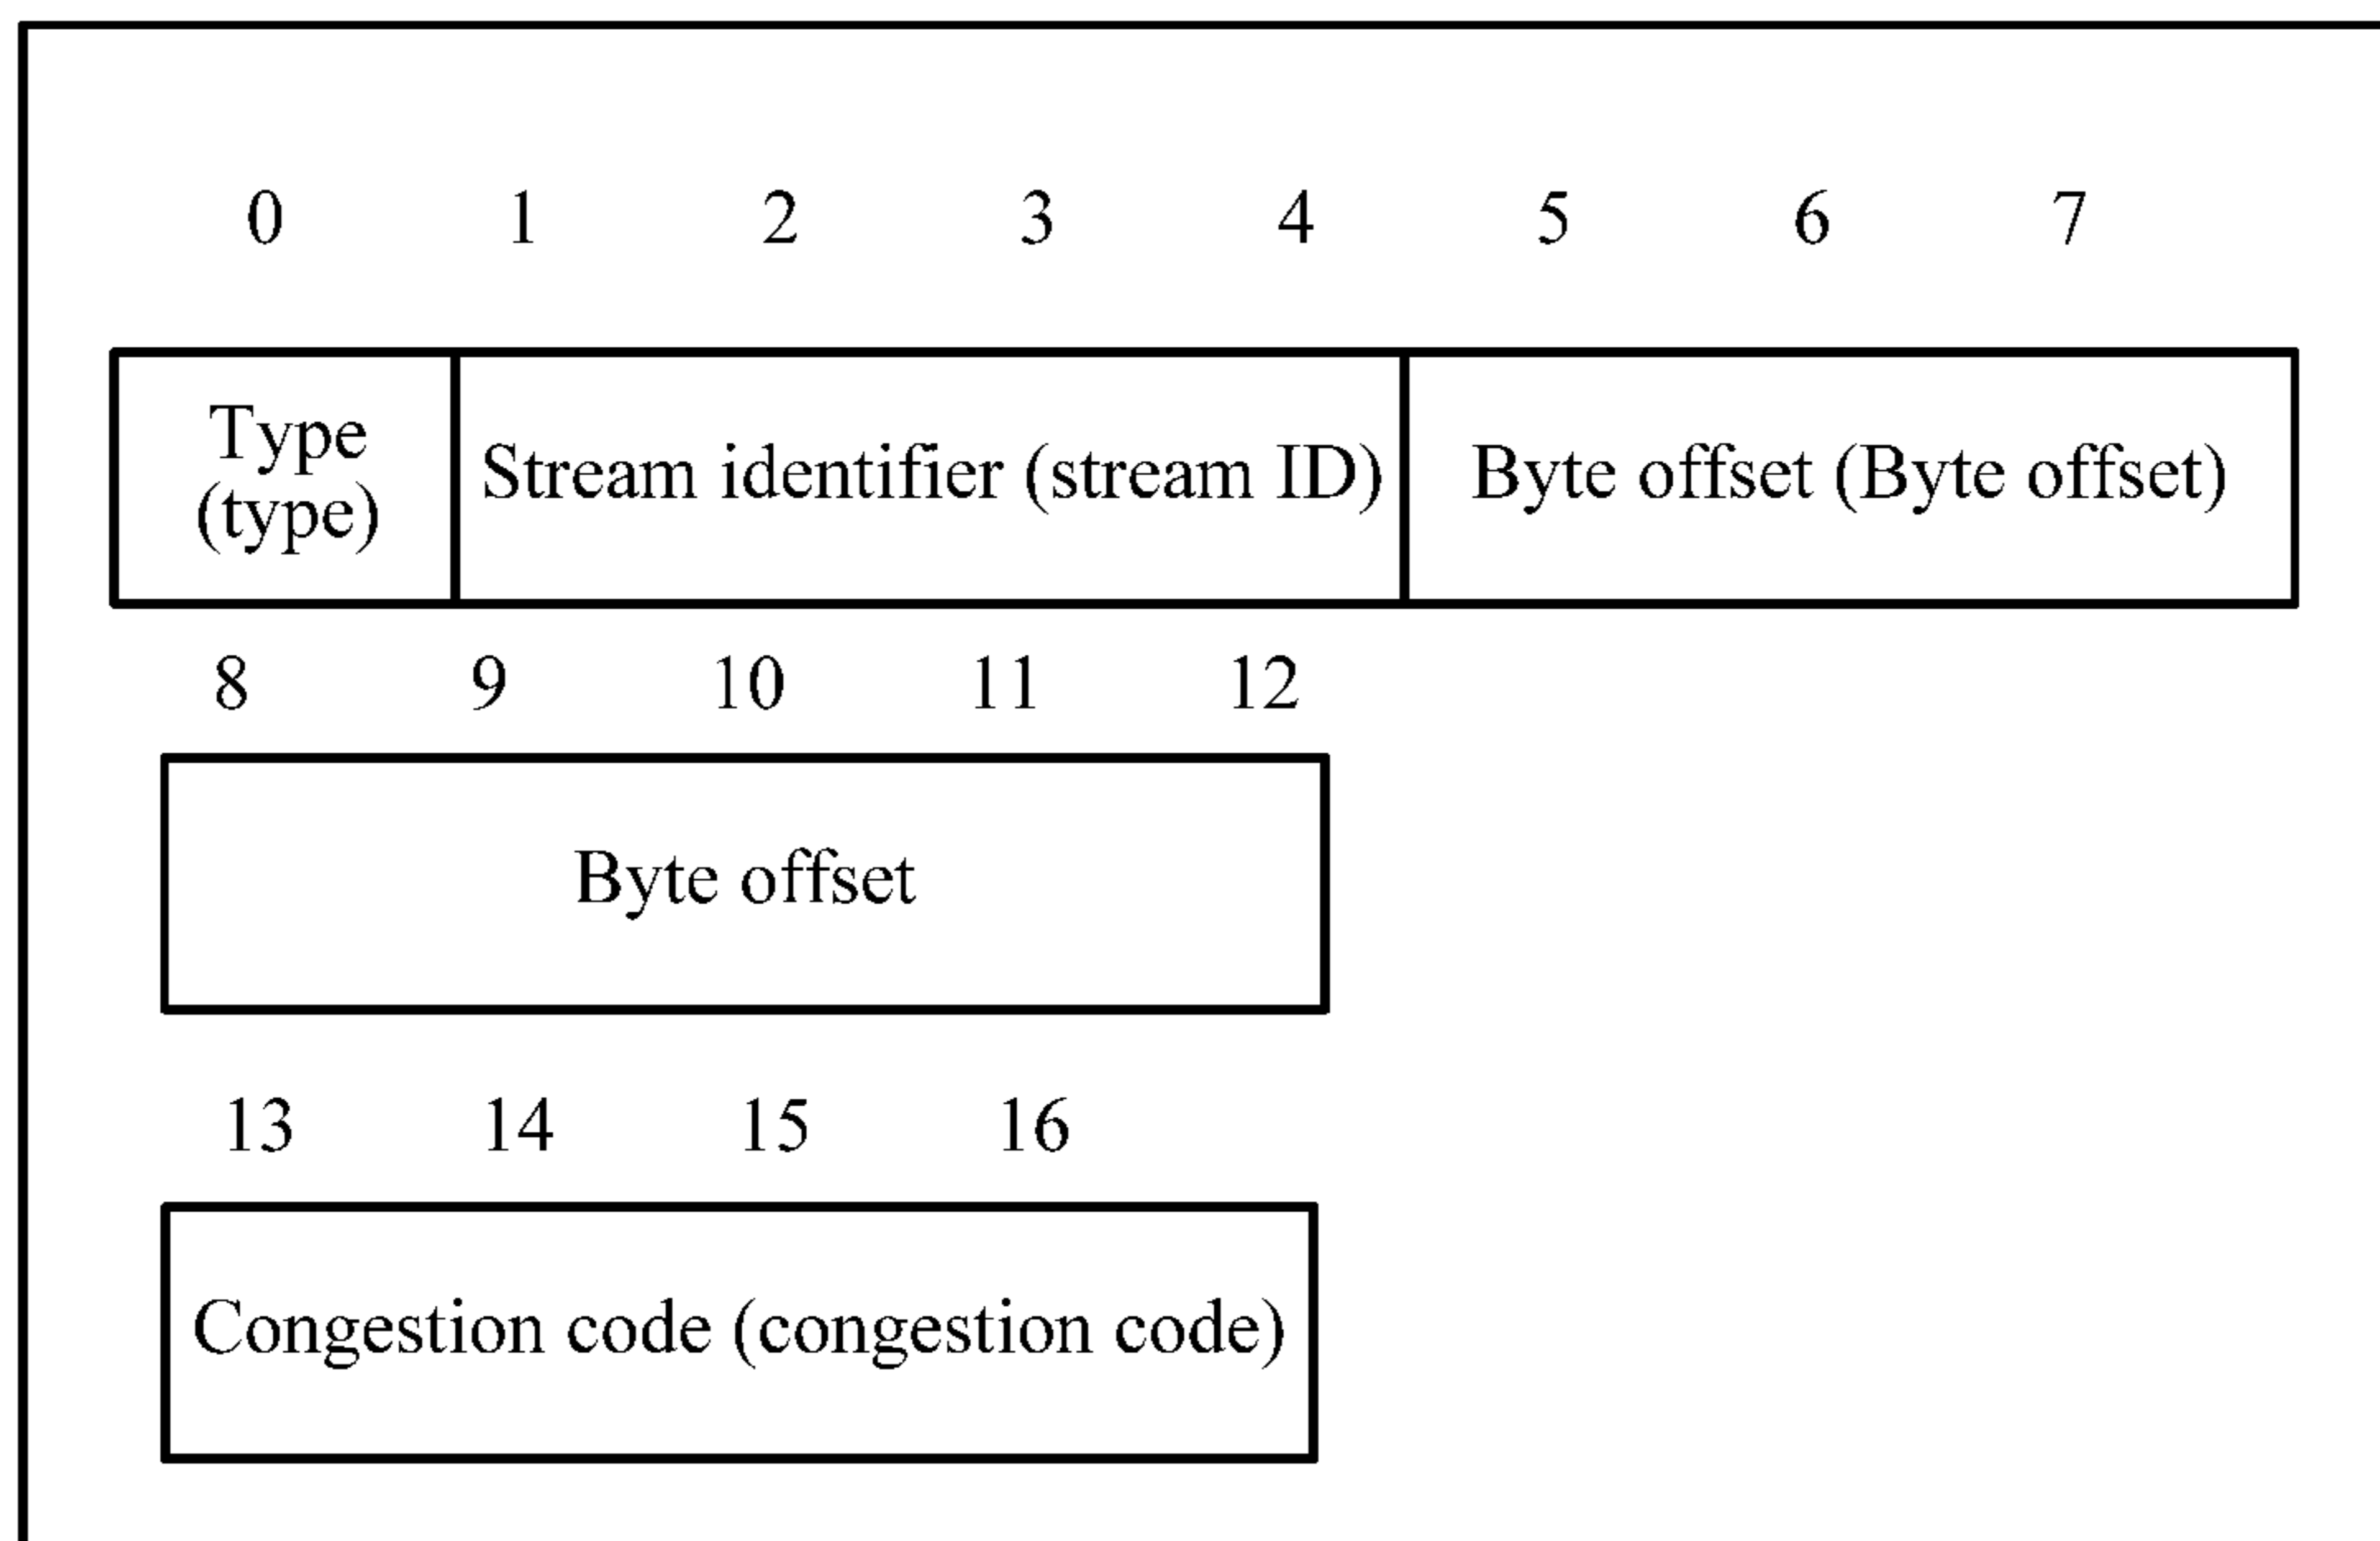 0 1 2 3 4 5 6 7
Type
(type)
Stream identifier (stream ID)
Byte offset (Byte offset)
8 9 10 11 12
Byte offset
13 14 15 16
Congestion code (congestion code)